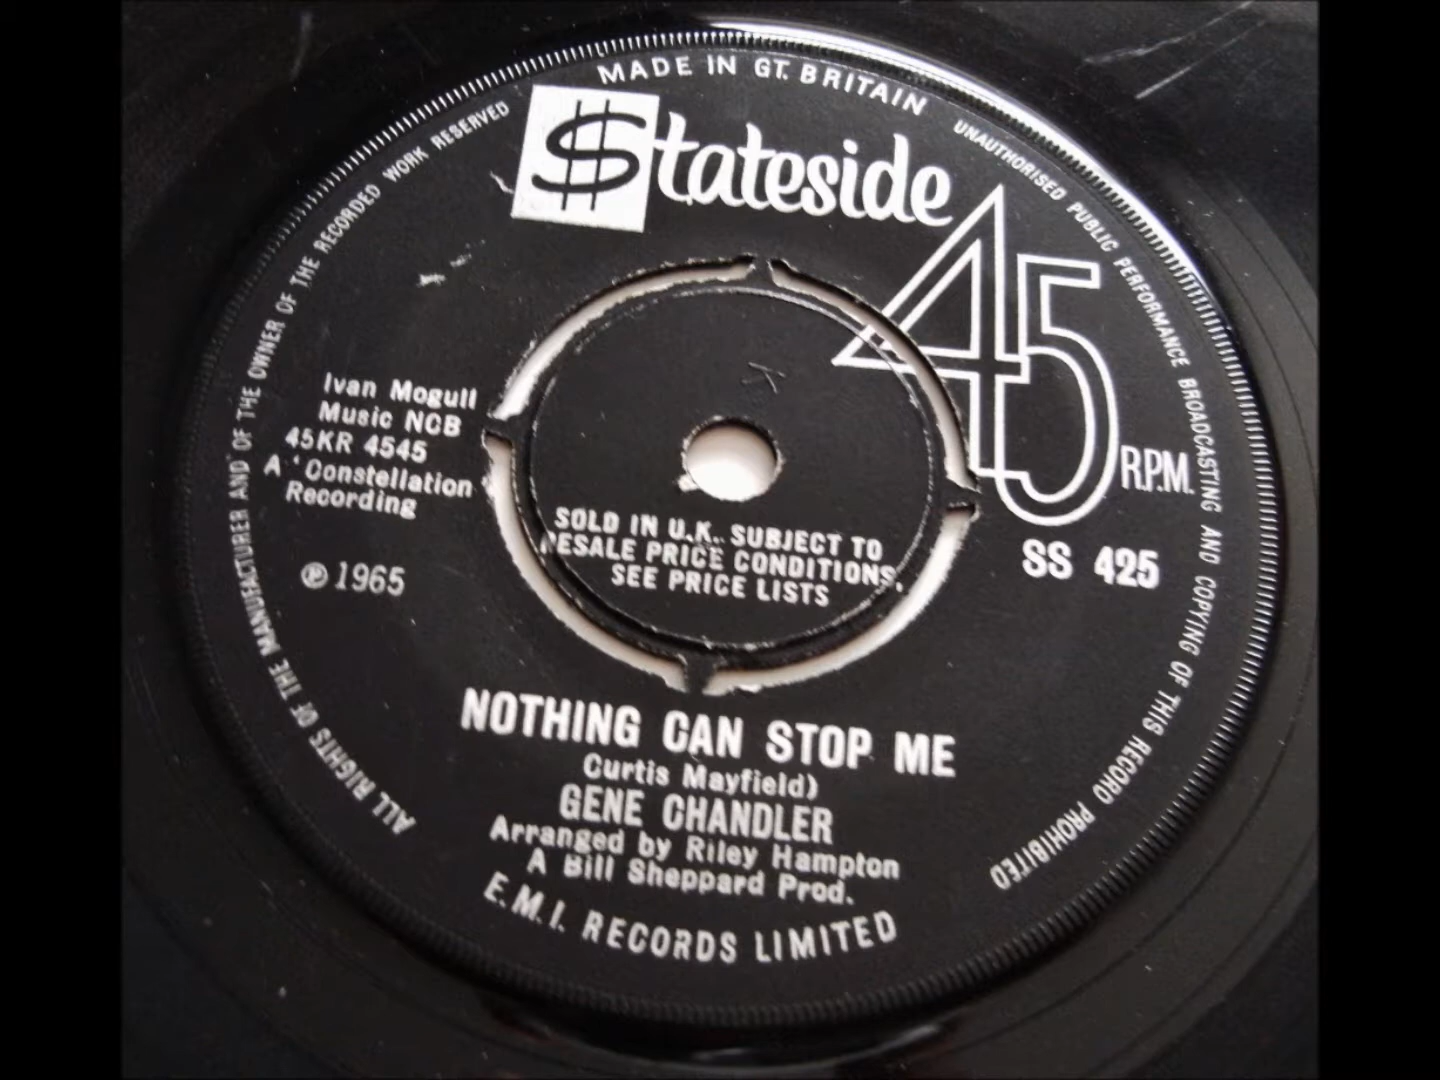 MADE IN GT. BRITAIN
$tateside
45 R.P.M.
SS 425
Ivan Mogull
Music NCB
45KR 4545
A 'Constellation
Recording
℗ 1965
SOLD IN U.K. SUBJECT TO
RESALE PRICE CONDITIONS,
SEE PRICE LISTS
K
NOTHING CAN STOP ME
Curtis Mayfield)
GENE CHANDLER
Arranged by Riley Hampton
A Bill Sheppard Prod.
E.M.I. RECORDS LIMITED
ALL RIGHTS OF THE MANUFACTURER AND OF THE OWNER OF THE RECORDED WORK RESERVED
UNAUTHORISED PUBLIC PERFORMANCE BROADCASTING AND COPYING OF THIS RECORD PROHIBITED